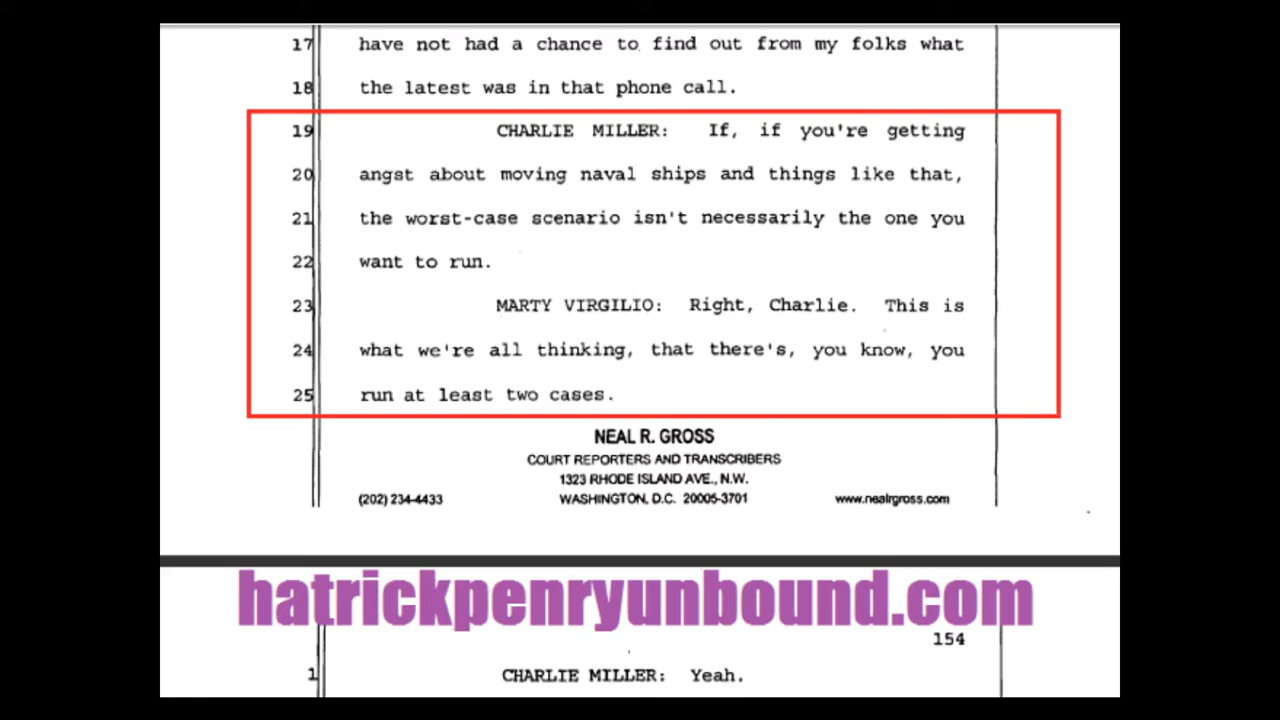 17 have not had a chance to find out from my folks what
18 the latest was in that phone call.
19 CHARLIE MILLER: If, if you're getting
20 angst about moving naval ships and things like that,
21 the worst-case scenario isn't necessarily the one you
22 want to run.
23 MARTY VIRGILIO: Right, Charlie. This is
24 what we're all thinking, that there's, you know, you
25 run at least two cases.
NEAL R. GROSS
COURT REPORTERS AND TRANSCRIBERS
1323 RHODE ISLAND AVE., N.W.
(202) 234-4433 WASHINGTON, D.C. 20005-3701 www.nealrgross.com
hatrickpenryunbound.com
154
1 CHARLIE MILLER: Yeah.